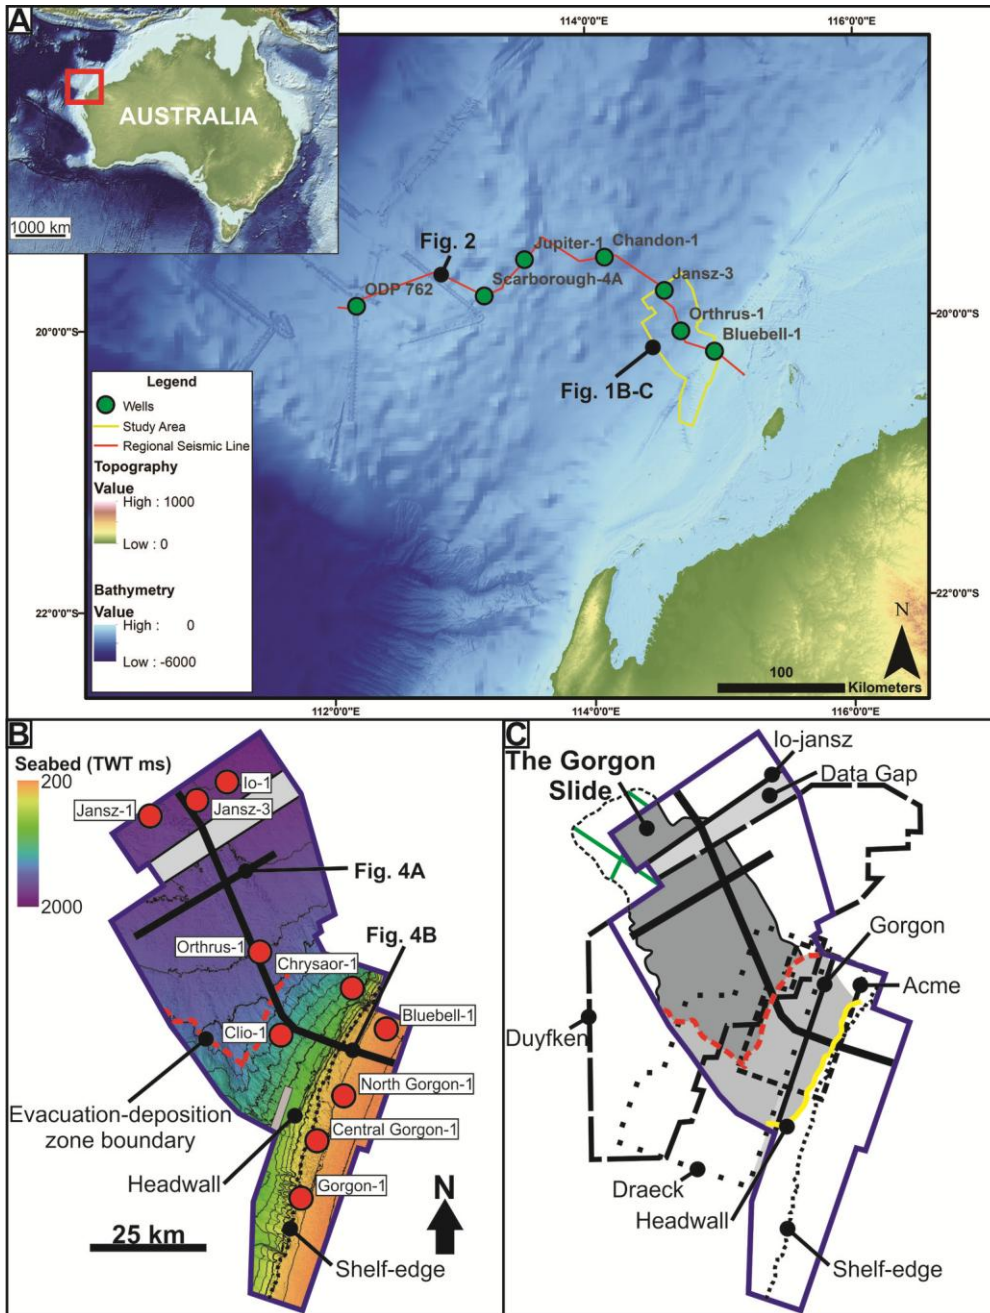 A
AUSTRALIA
1000 km
114°0'0"E
116°0'0"E
Fig. 2
Jupiter-1
Chandon-1
ODP 762
Scarborough-4A
Jansz-3
Orthrus-1
Bluebell-1
Fig. 1B-C
20°0'0"S
20°0'0"S
Legend
Wells
Study Area
Regional Seismic Line
Topography
Value
High : 1000
Low : 0
Bathymetry
Value
High : 0
Low : -6000
22°0'0"S
22°0'0"S
N
100
Kilometers
112°0'0"E
114°0'0"E
116°0'0"E
B
Seabed (TWT ms)
200
2000
Io-1
Jansz-1
Jansz-3
Fig. 4A
Orthrus-1
Fig. 4B
Chrysaor-1
Bluebell-1
Clio-1
North Gorgon-1
Evacuation-deposition
zone boundary
Central Gorgon-1
Headwall
Gorgon-1
N
25 km
Shelf-edge
C
Io-jansz
The Gorgon
Slide
Data Gap
Gorgon
Acme
Duyfken
Draeck
Headwall
Shelf-edge